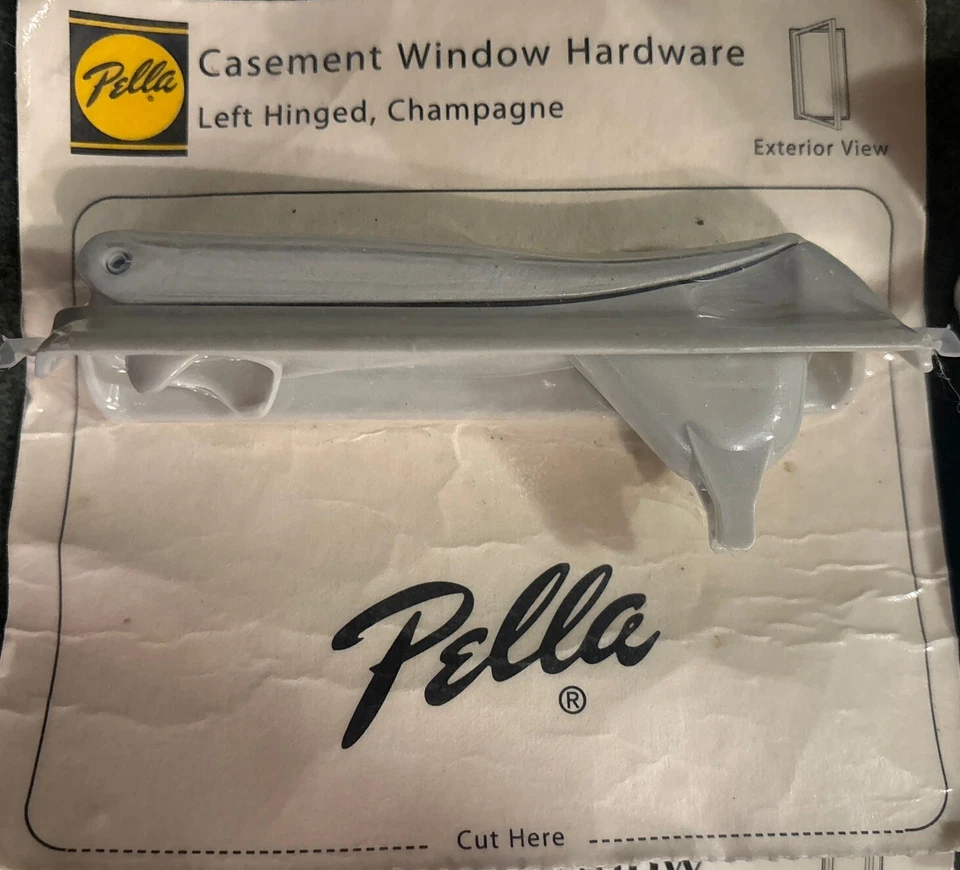 Pella
®
Casement Window Hardware
Left Hinged, Champagne
Exterior View
Pella
®
Cut Here